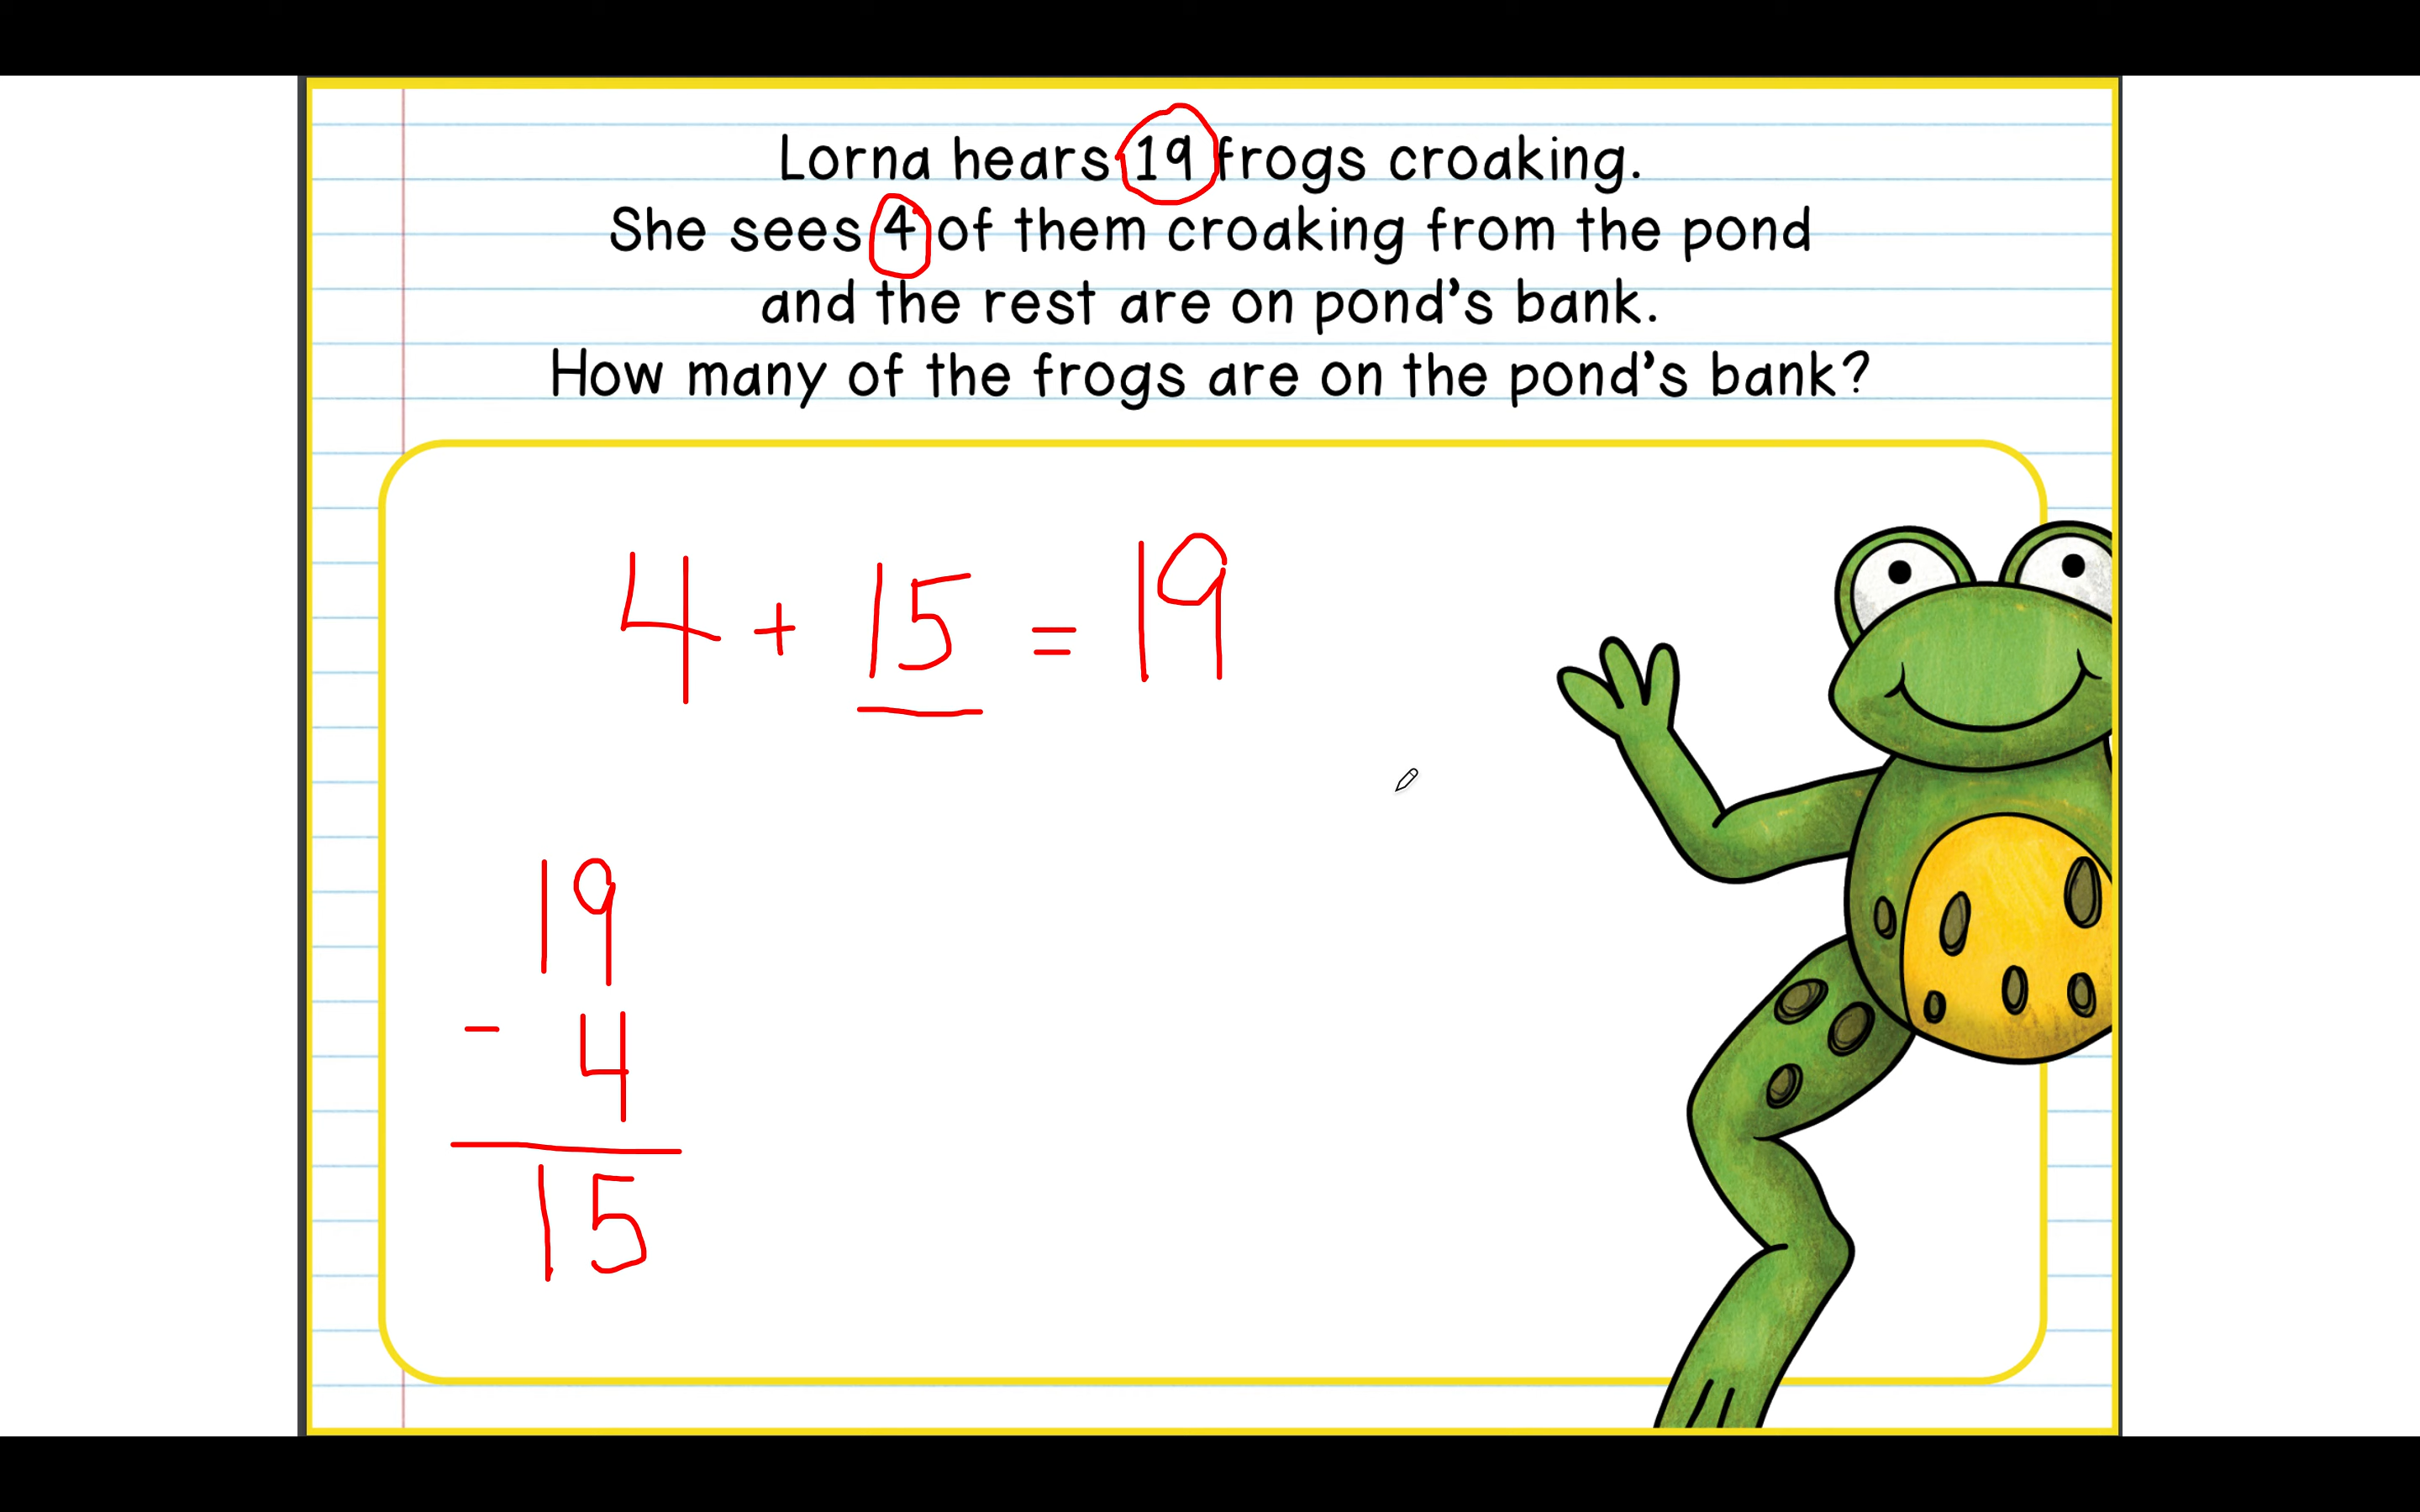 Lorna hears 19 frogs croaking.
She sees 4 of them croaking from the pond
and the rest are on pond's bank.
How many of the frogs are on the pond's bank?
4 + 15 = 19
19
- 4
15